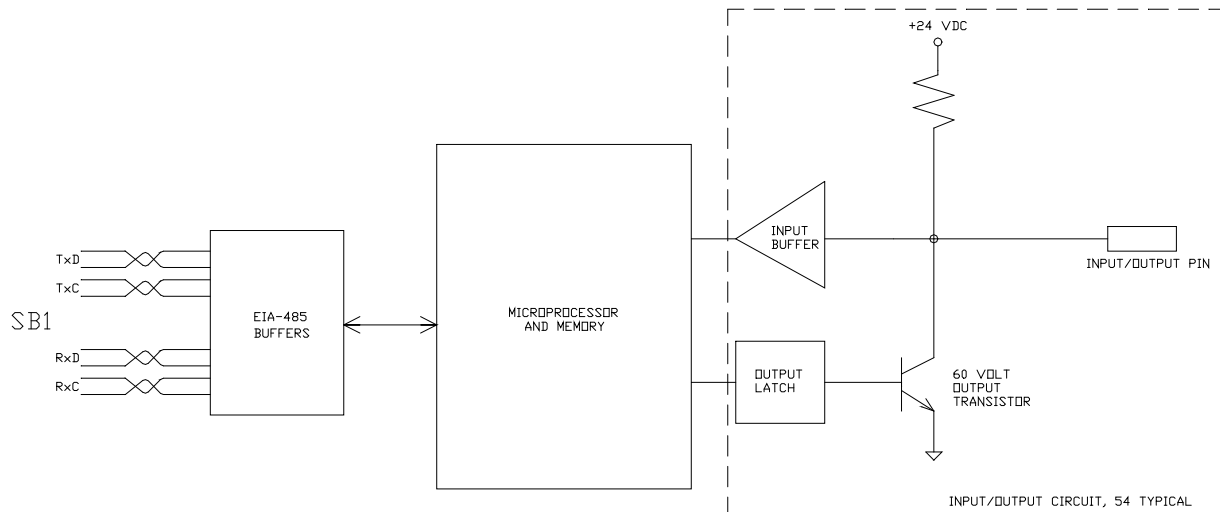 +24 VDC
INPUT
BUFFER
INPUT/OUTPUT PIN
TxD
TxC
SB1
RxD
RxC
EIA-485
BUFFERS
MICROPROCESSOR
AND MEMORY
OUTPUT
LATCH
60 VOLT
OUTPUT
TRANSISTOR
INPUT/OUTPUT CIRCUIT, 54 TYPICAL